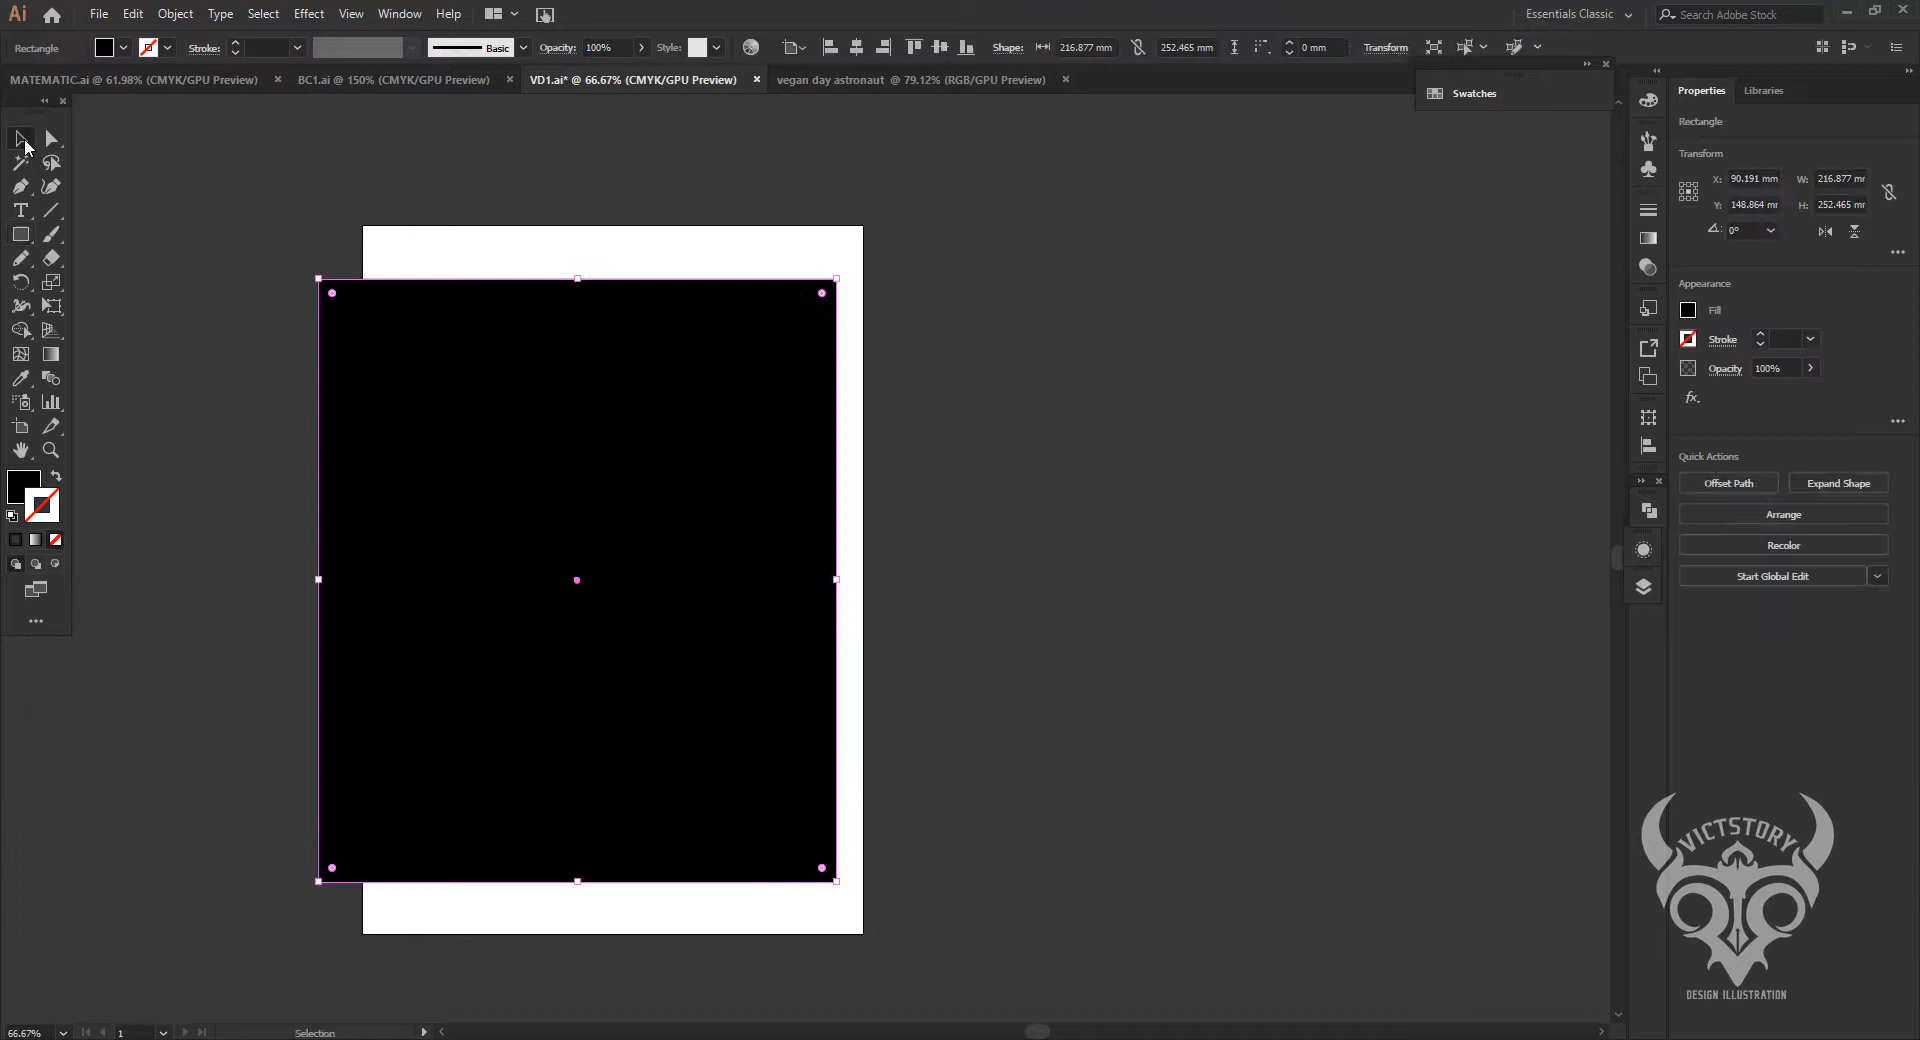 Ai File Edit Object Type Select Effect View Window Help Essentials Classic Search Adobe Stock
Rectangle Stroke: Basic Opacity: 100% Style: Shape: 216.877 mm 252.465 mm 0 mm Transform
MATEMATIC.ai @ 61.98% (CMYK/GPU Preview) × BC1.ai @ 150% (CMYK/GPU Preview) × VD1.ai* @ 66.67% (CMYK/GPU Preview) × vegan day astronaut @ 79.12% (RGB/GPU Preview) ×
Swatches
Properties Libraries
Rectangle
Transform
X: 90.191 mm W: 216.877 mr
Y: 148.864 mr H: 252.465 mr
0°
Appearance
Fill
Stroke
Opacity 100%
fx.
Quick Actions
Offset Path Expand Shape
Arrange
Recolor
Start Global Edit
VICTSTORY
DESIGN ILLUSTRATION
66.67% 1 Selection